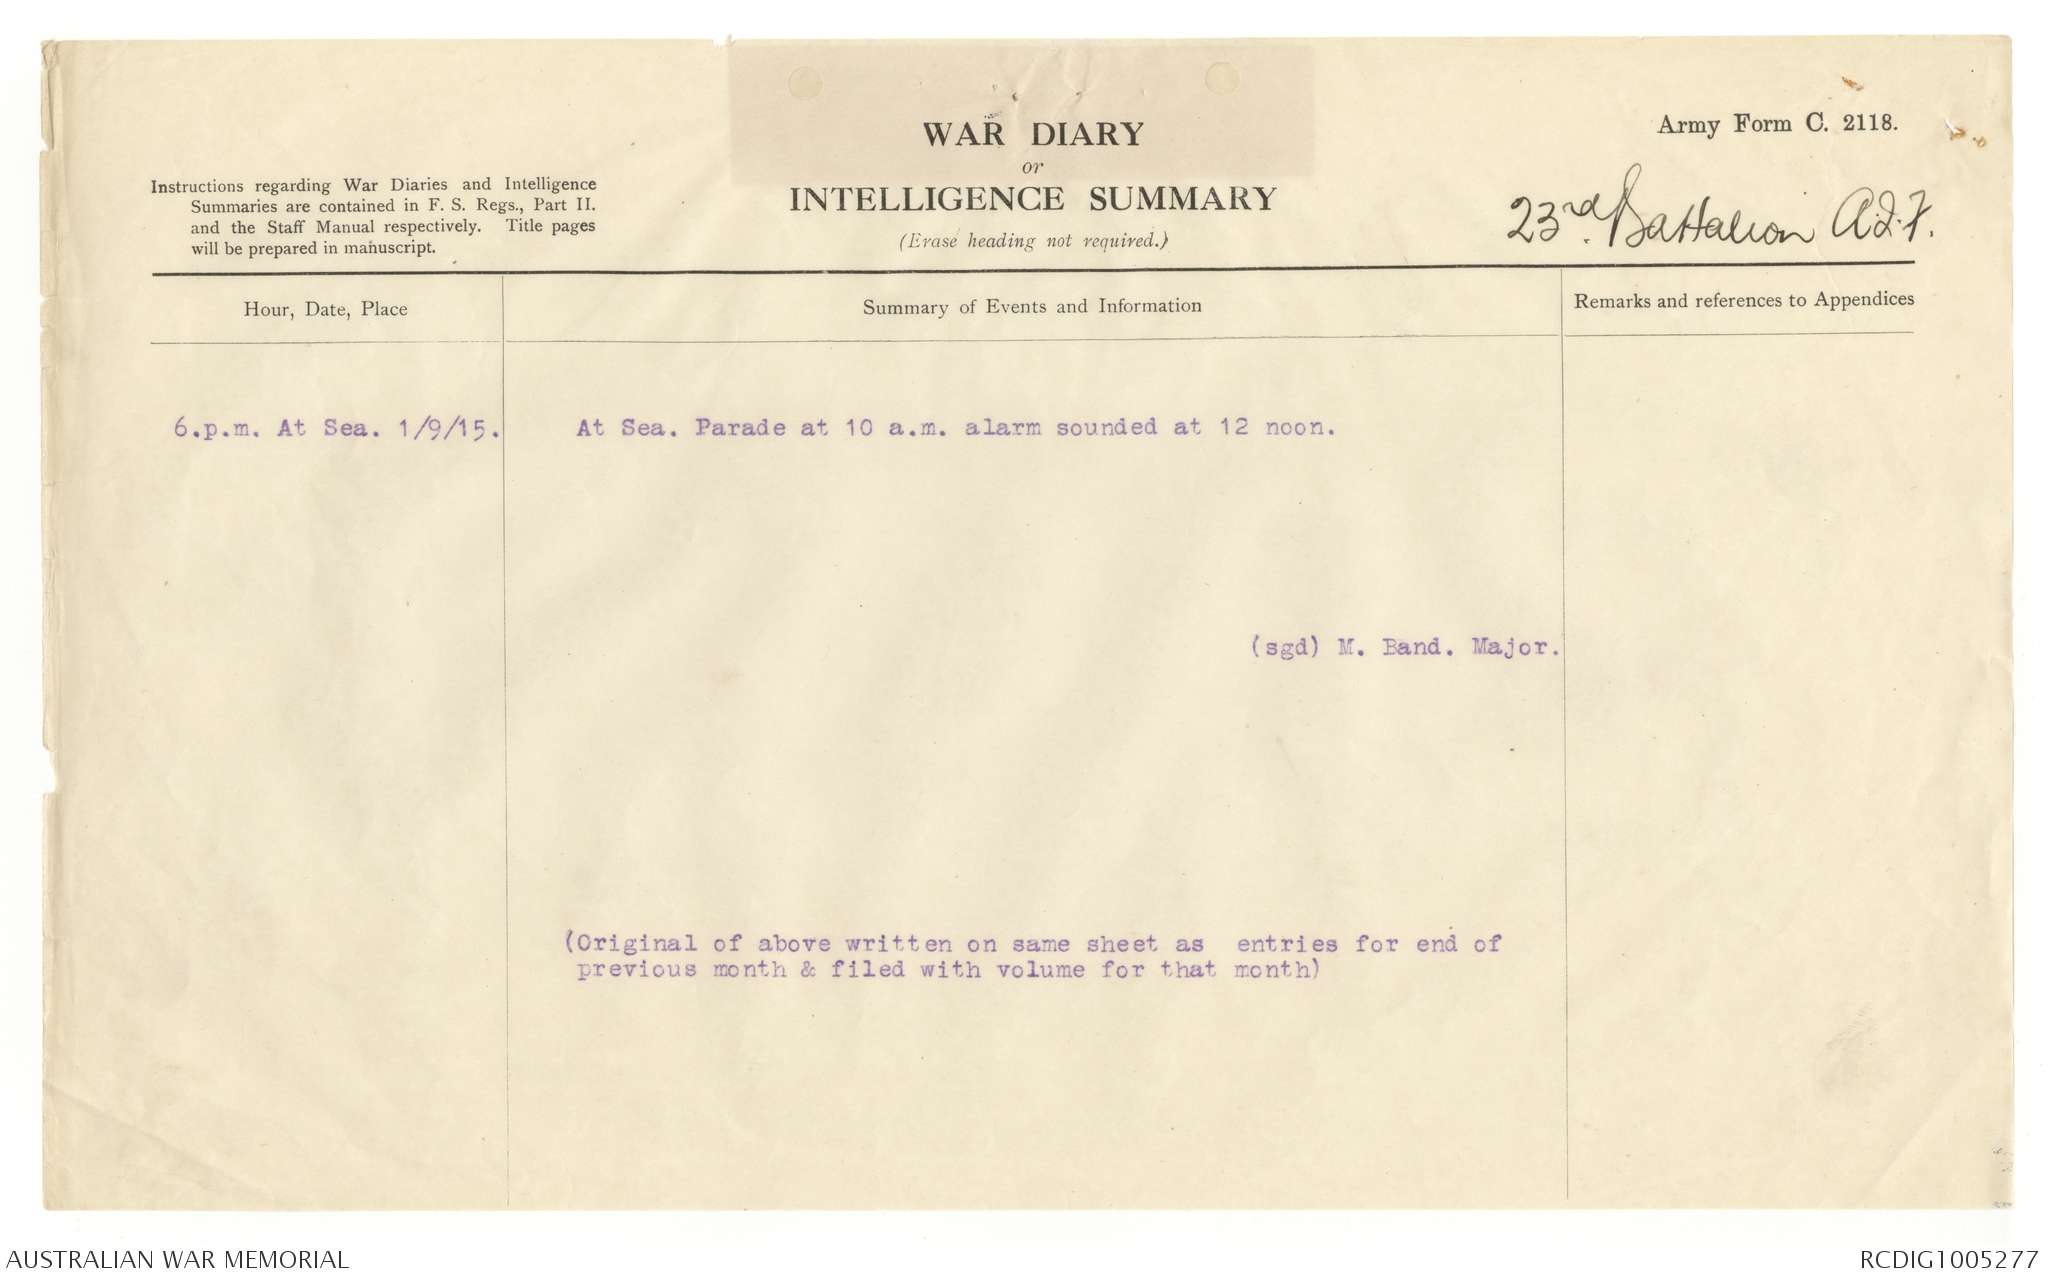 WAR DIARY
or
INTELLIGENCE SUMMARY
(Erase heading not required.)
Army Form C. 2118.
23rd. Battalion A.I.F.
Instructions regarding War Diaries and Intelligence
Summaries are contained in F. S. Regs., Part II.
and the Staff Manual respectively. Title pages
will be prepared in manuscript.
Hour, Date, Place
Summary of Events and Information
Remarks and references to Appendices
6.p.m. At Sea. 1/9/15.
At Sea. Parade at 10 a.m. alarm sounded at 12 noon.
(sgd) M. Band. Major.
(Original of above written on same sheet as entries for end of
previous month & filed with volume for that month)
AUSTRALIAN WAR MEMORIAL
RCDIG1005277